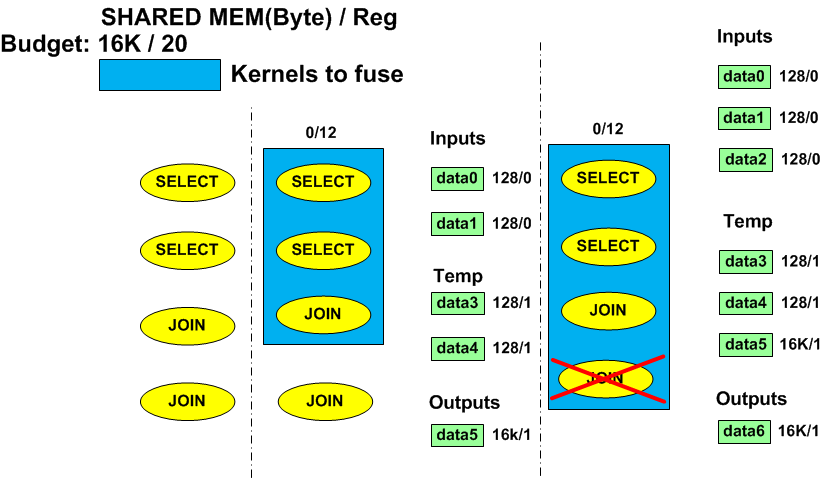 SHARED MEM(Byte) / Reg
Budget: 16K / 20
Kernels to fuse
SELECT
SELECT
JOIN
JOIN
0/12
SELECT
SELECT
JOIN
JOIN
Inputs
data0 128/0
data1 128/0
Temp
data3 128/1
data4 128/1
Outputs
data5 16k/1
0/12
SELECT
SELECT
JOIN
JOIN
Inputs
data0 128/0
data1 128/0
data2 128/0
Temp
data3 128/1
data4 128/1
data5 16K/1
Outputs
data6 16K/1